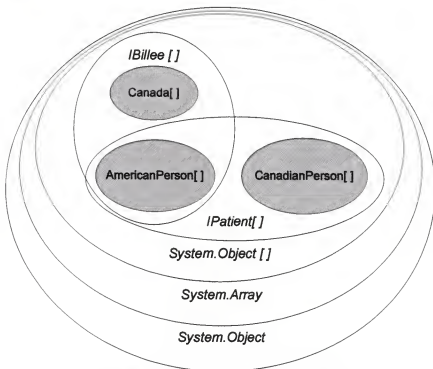 IBillee [ ]
Canada[ ]
AmericanPerson[ ]
CanadianPerson[ ]
IPatient[ ]
System.Object [ ]
System.Array
System.Object